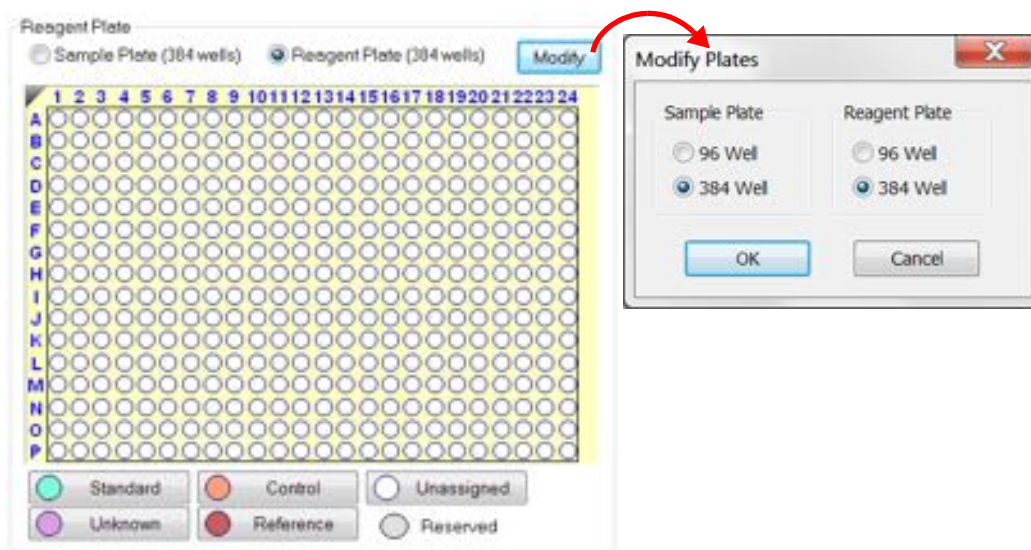 Reagent Plate
Sample Plate (384 wells) Reagent Plate (384 wells) Modify
1 2 3 4 5 6 7 8 9 10 11 12 13 14 15 16 17 18 19 20 21 22 23 24
A
B
C
D
E
F
G
H
I
J
K
L
M
N
O
P
Standard Control Unassigned
Unknown Reference Reserved
Modify Plates
Sample Plate Reagent Plate
96 Well 96 Well
384 Well 384 Well
OK Cancel